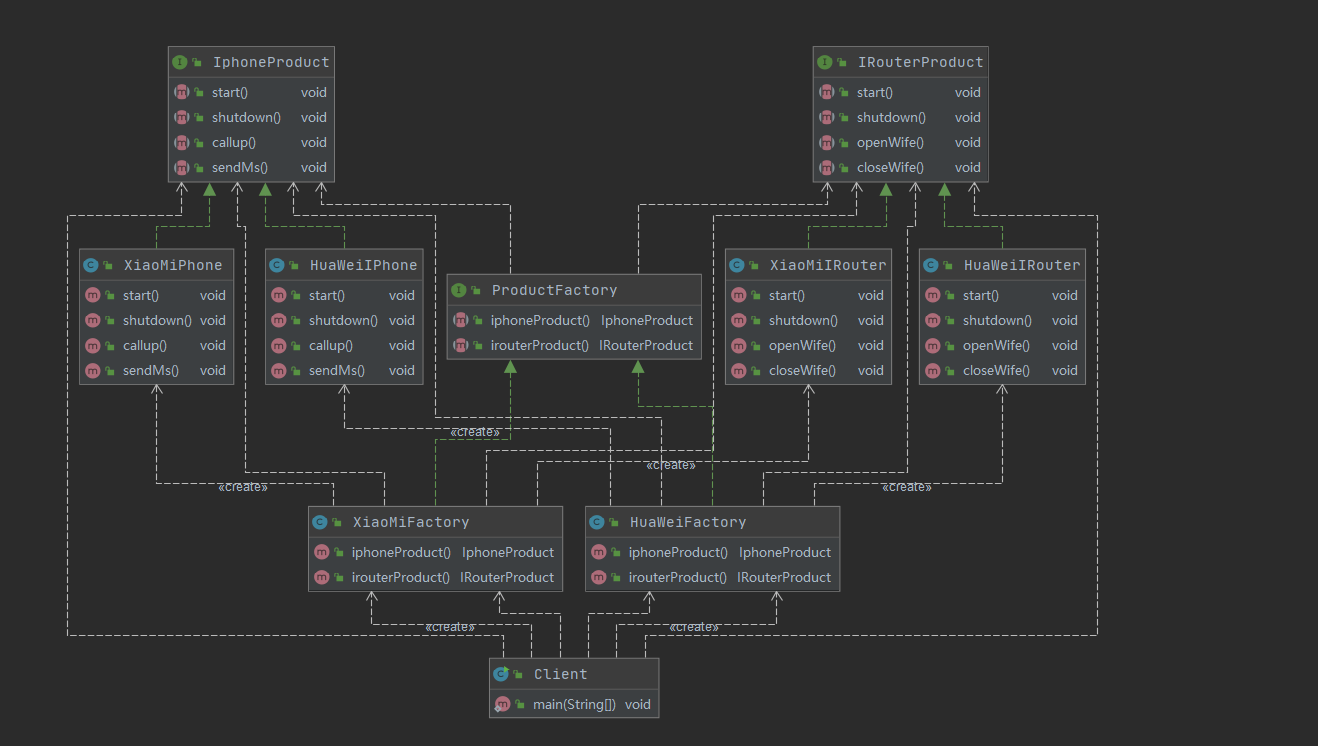 IphoneProduct
start() void
shutdown() void
callup() void
sendMs() void
IRouterProduct
start() void
shutdown() void
openWife() void
closeWife() void
XiaoMiPhone
start() void
shutdown() void
callup() void
sendMs() void
HuaWeiIPhone
start() void
shutdown() void
callup() void
sendMs() void
ProductFactory
iphoneProduct() IphoneProduct
irouterProduct() IRouterProduct
XiaoMiIRouter
start() void
shutdown() void
openWife() void
closeWife() void
HuaWeiIRouter
start() void
shutdown() void
openWife() void
closeWife() void
«create»
«create»
«create»
«create»
XiaoMiFactory
iphoneProduct() IphoneProduct
irouterProduct() IRouterProduct
HuaWeiFactory
iphoneProduct() IphoneProduct
irouterProduct() IRouterProduct
«create»
«create»
Client
main(String[]) void